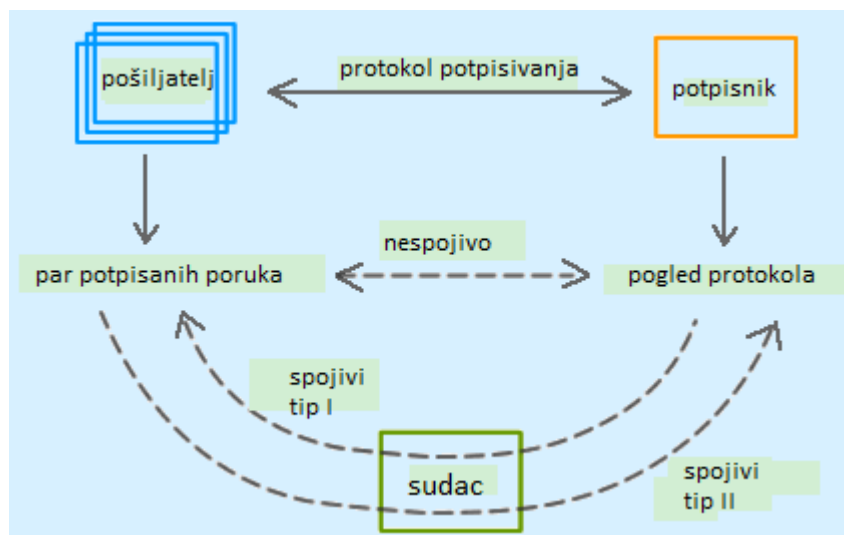 pošiljatelj
protokol potpisivanja
potpisnik
nespojivo
par potpisanih poruka
pogled protokola
spojivi
tip I
sudac
spojivi
tip II